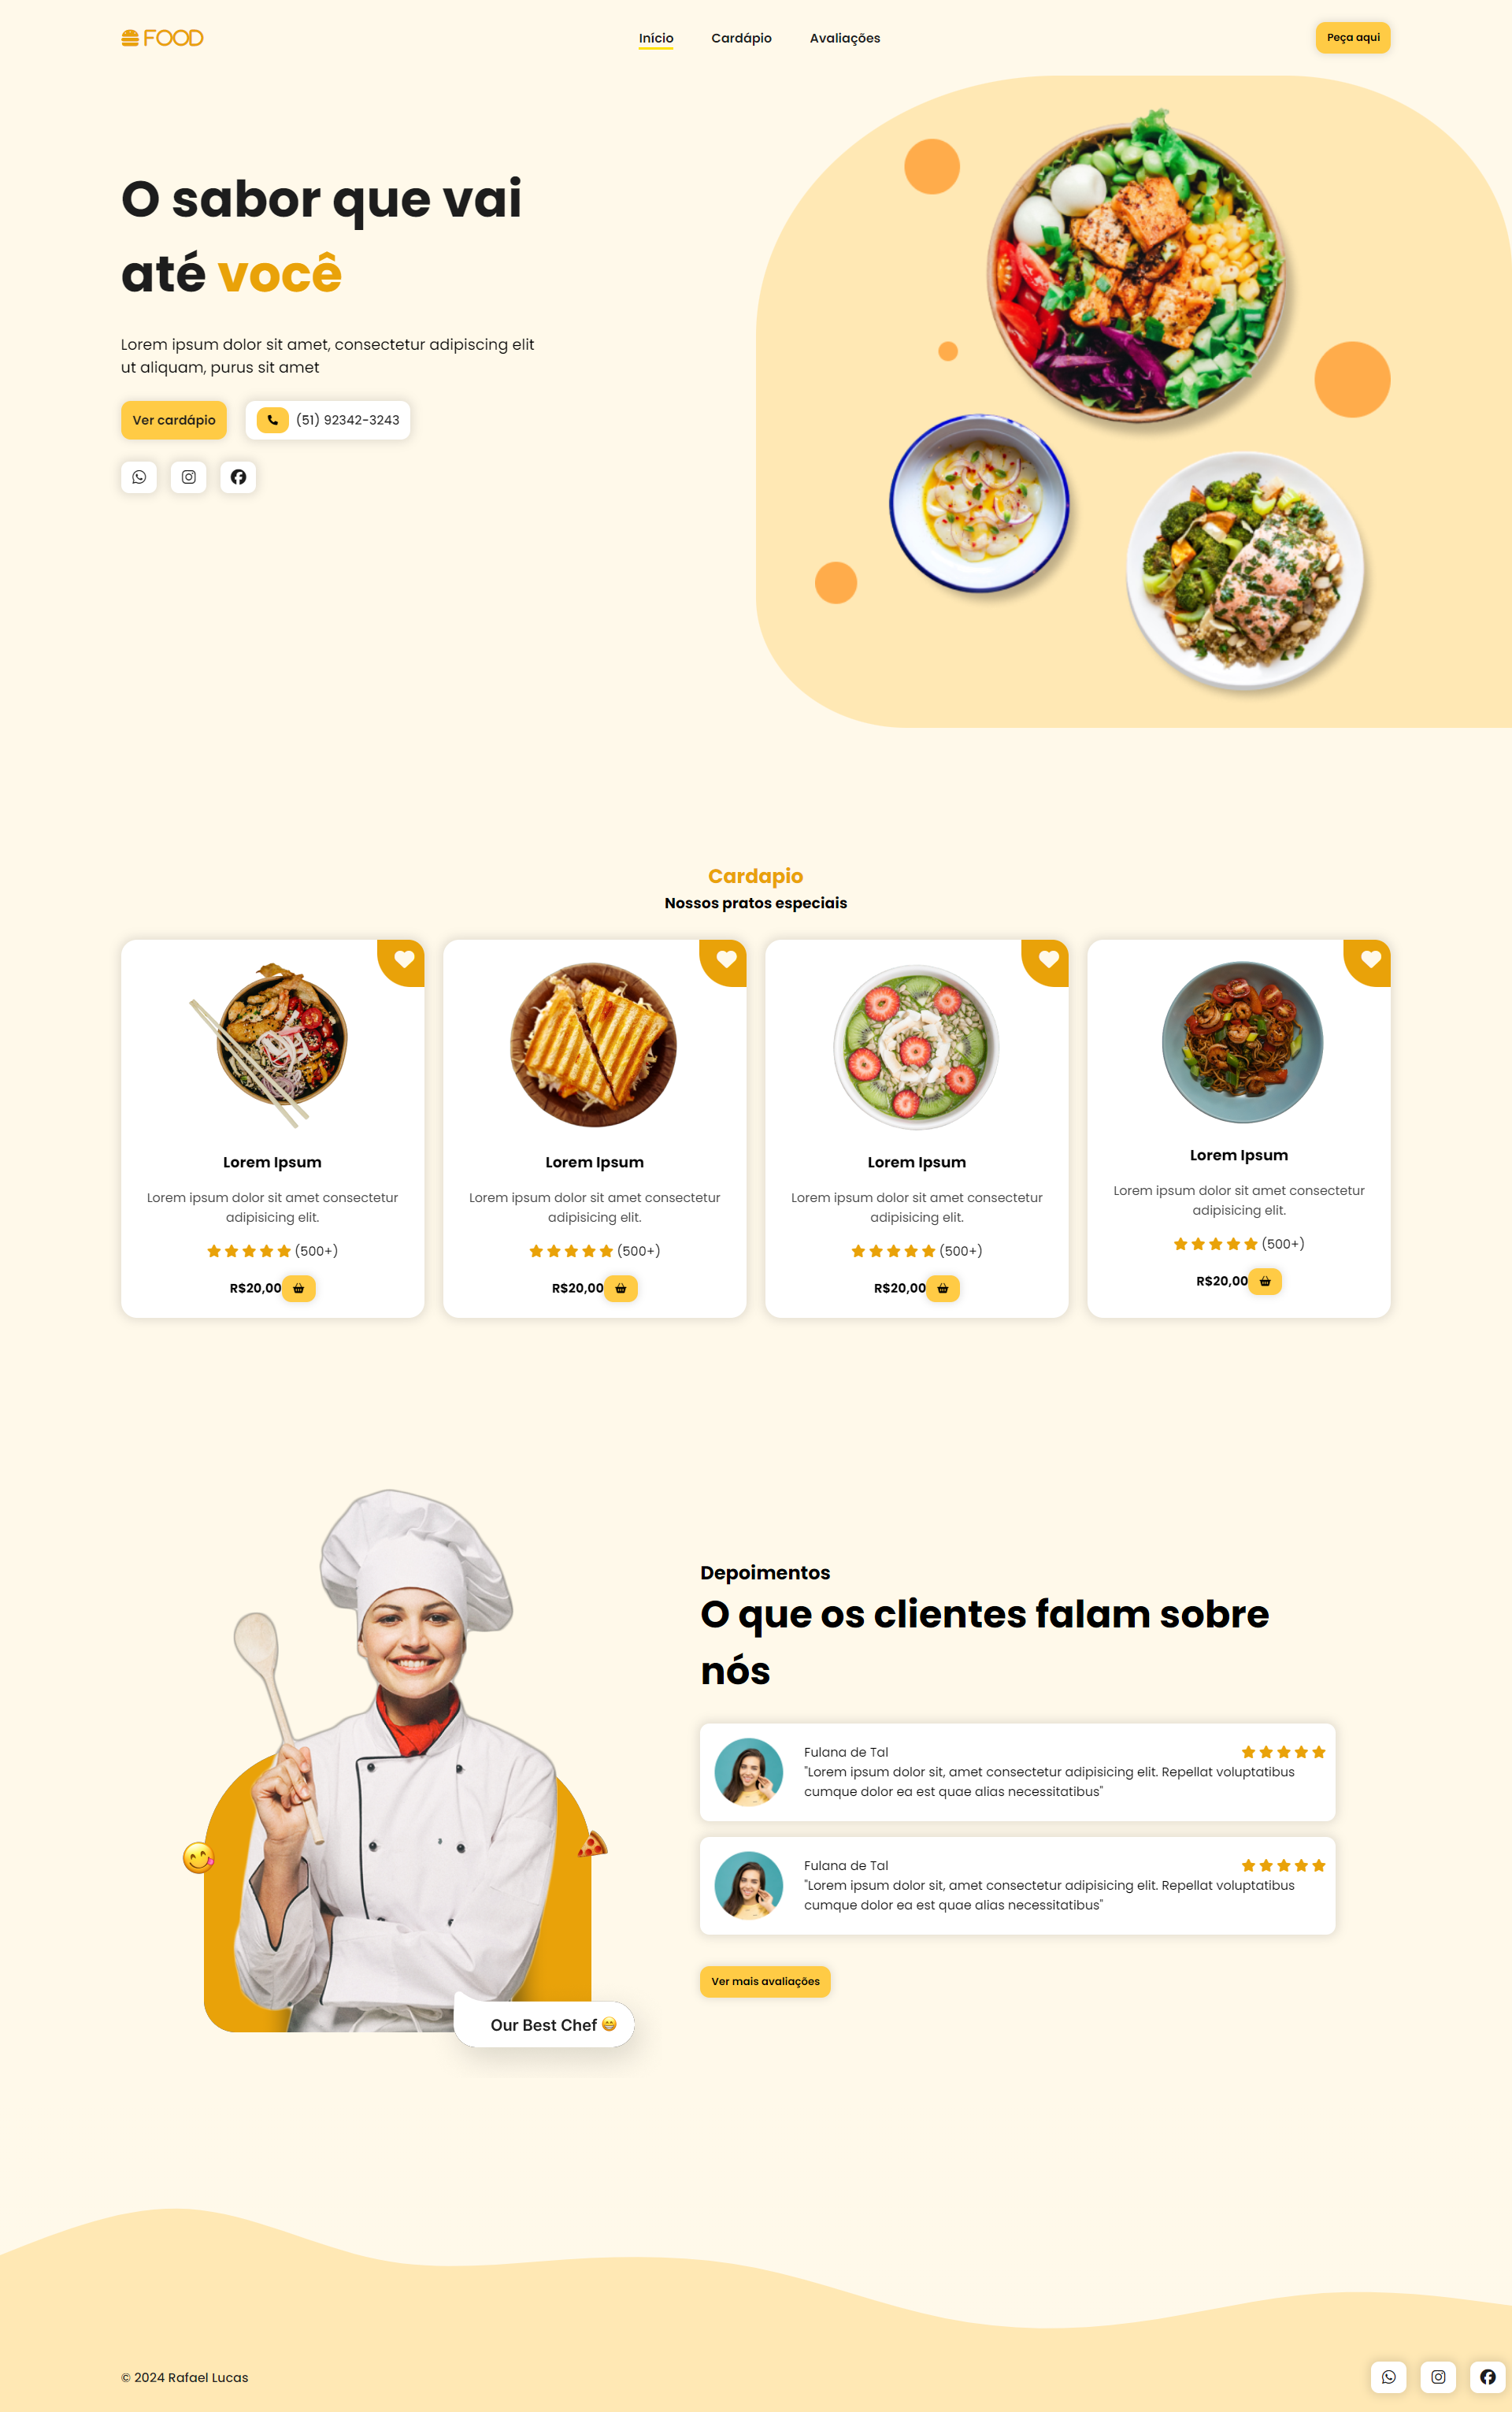 FOOD
Início
Cardápio
Avaliações
Peça aqui
O sabor que vai
até você
Lorem ipsum dolor sit amet, consectetur adipiscing elit
ut aliquam, purus sit amet
Ver cardápio
(51) 92342-3243
Cardapio
Nossos pratos especiais
Lorem Ipsum
Lorem ipsum dolor sit amet consectetur
adipisicing elit.
(500+)
R$20,00
Lorem Ipsum
Lorem ipsum dolor sit amet consectetur
adipisicing elit.
(500+)
R$20,00
Lorem Ipsum
Lorem ipsum dolor sit amet consectetur
adipisicing elit.
(500+)
R$20,00
Lorem Ipsum
Lorem ipsum dolor sit amet consectetur
adipisicing elit.
(500+)
R$20,00
Our Best Chef 😁
Depoimentos
O que os clientes falam sobre
nós
Fulana de Tal
"Lorem ipsum dolor sit, amet consectetur adipisicing elit. Repellat voluptatibus
cumque dolor ea est quae alias necessitatibus"
Fulana de Tal
"Lorem ipsum dolor sit, amet consectetur adipisicing elit. Repellat voluptatibus
cumque dolor ea est quae alias necessitatibus"
Ver mais avaliações
© 2024 Rafael Lucas